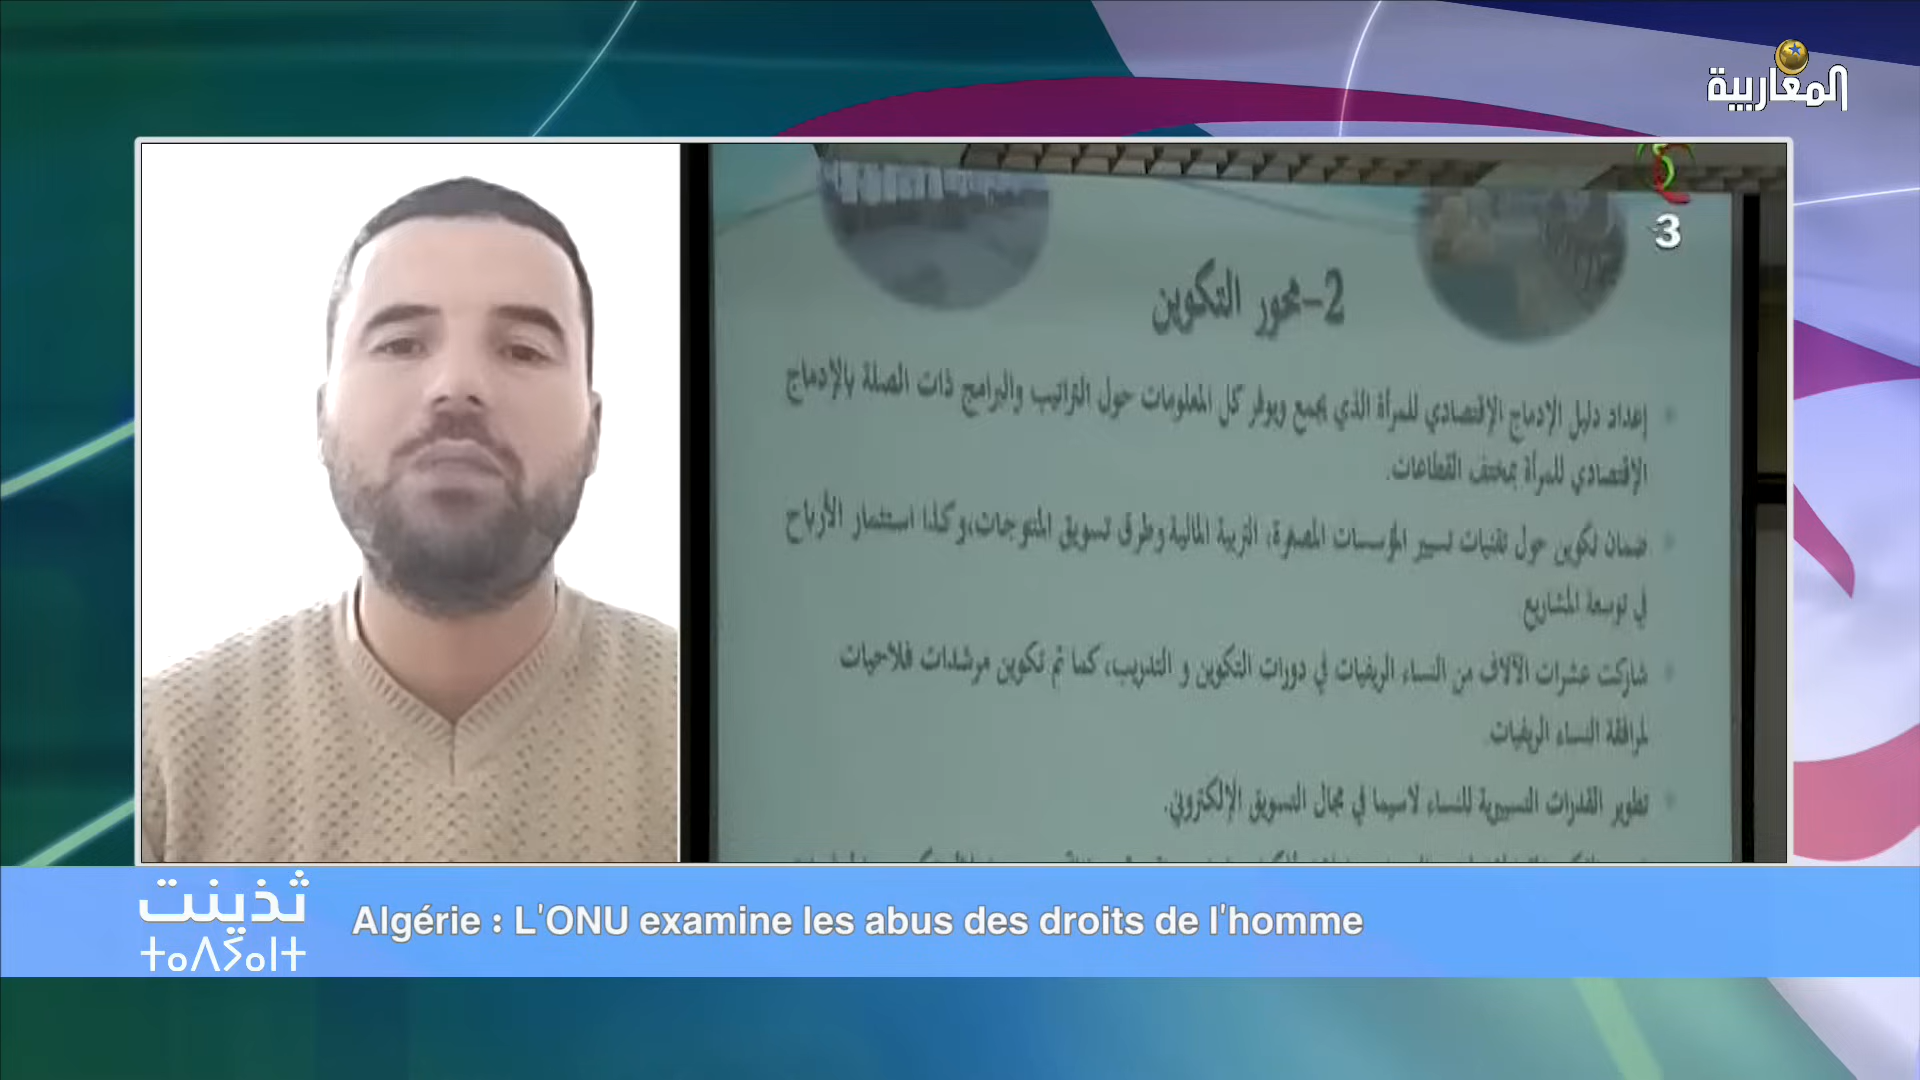 المغاربية
3
2-محور التكوين
إعداد دليل الإدماج الإقتصادي للمرأة الذي يجمع ويوفر كل المعلومات حول التراتيب والبرامج ذات الصلة بالإدماج
الإقتصادي للمرأة بمختف القطاعات.
ضمان تكوين حول تقنيات تسيير المؤسسات المصغرة، التربية المالية وطرق تسويق المنتوجات،وكذا استثمار الأرباح
في توسعة المشاريع
شاركت عشرات الآلاف من النساء الريفيات في دورات التكوين و التدريب، كما تم تكوين مرشدات فلاحيات
لمرافقة النساء الريفيات.
تطوير القدرات التسييرية للنساء لاسيما في مجال التسويق الإلكتروني.
ثذينت
ⵜⴰⴷⵢⴰⵏⵜ
Algérie : L'ONU examine les abus des droits de l'homme